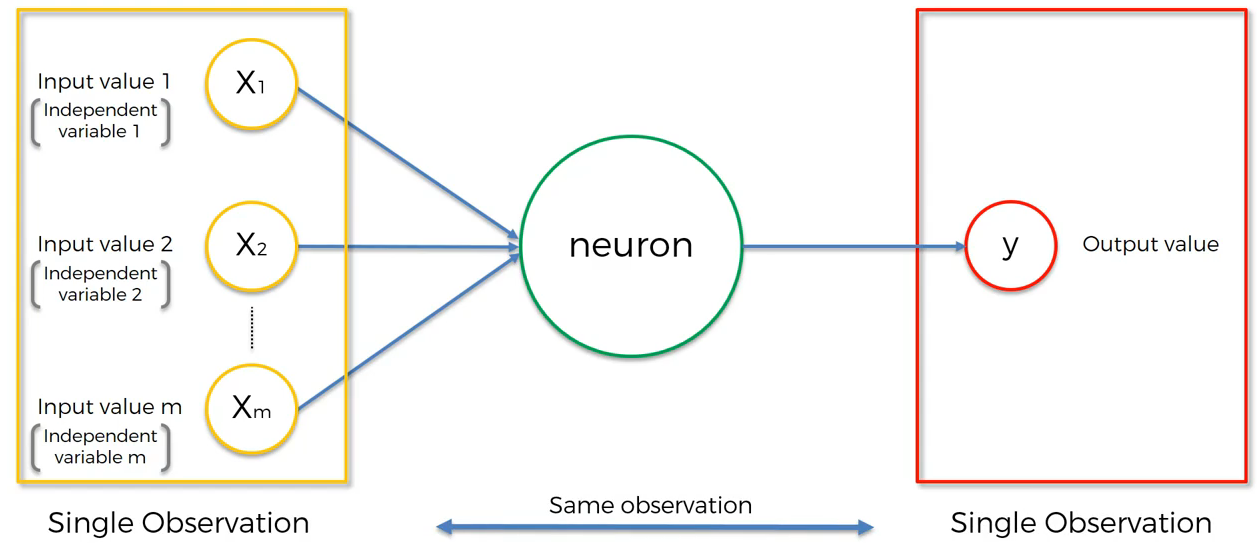 Input value 1
Independent
variable 1
X1
Input value 2
Independent
variable 2
X2
Input value m
Independent
variable m
Xm
neuron
y
Output value
Single Observation
Same observation
Single Observation